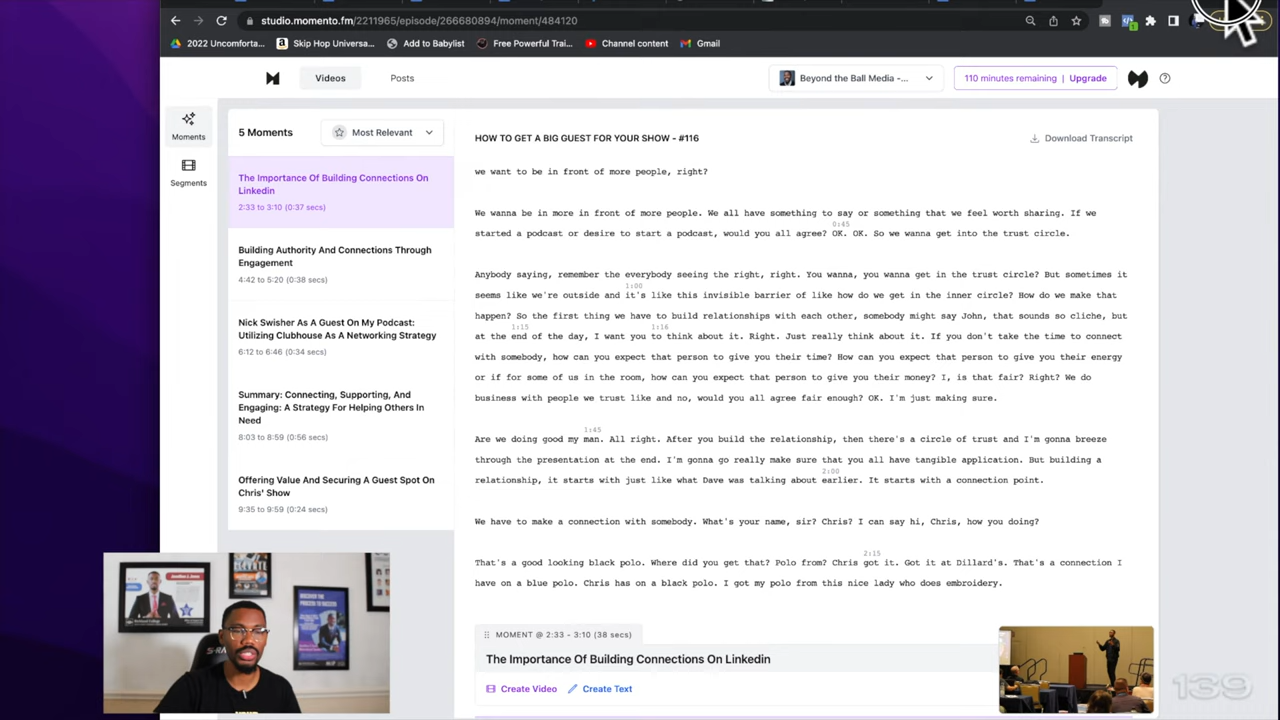 studio.momento.fm/2211965/episode/266680894/moment/484120
2022 Uncomforta...
Skip Hop Universa...
Add to Babylist
Free Powerful Trai...
Channel content
Gmail
Videos
Posts
Beyond the Ball Media -...
110 minutes remaining | Upgrade
Moments
Segments
5 Moments
Most Relevant
The Importance Of Building Connections On
Linkedin
2:33 to 3:10 (0:37 secs)
Building Authority And Connections Through
Engagement
4:42 to 5:20 (0:38 secs)
Nick Swisher As A Guest On My Podcast:
Utilizing Clubhouse As A Networking Strategy
6:12 to 6:46 (0:34 secs)
Summary: Connecting, Supporting, And
Engaging: A Strategy For Helping Others In
Need
8:03 to 8:59 (0:56 secs)
Offering Value And Securing A Guest Spot On
Chris' Show
9:35 to 9:59 (0:24 secs)
HOW TO GET A BIG GUEST FOR YOUR SHOW - #116
Download Transcript
we want to be in front of more people, right?
We wanna be in more in front of more people. We all have something to say or something that we feel worth sharing. If we
0:45
started a podcast or desire to start a podcast, would you all agree? OK. OK. So we wanna get into the trust circle.
Anybody saying, remember the everybody seeing the right, right. You wanna, you wanna get in the trust circle? But sometimes it
1:00
seems like we're outside and it's like this invisible barrier of like how do we get in the inner circle? How do we make that
happen? So the first thing we have to build relationships with each other, somebody might say John, that sounds so cliche, but
1:15 1:16
at the end of the day, I want you to think about it. Right. Just really think about it. If you don't take the time to connect
with somebody, how can you expect that person to give you their time? How can you expect that person to give you their energy
or if for some of us in the room, how can you expect that person to give you their money? I, is that fair? Right? We do
business with people we trust like and no, would you all agree fair enough? OK. I'm just making sure.
1:45
Are we doing good my man. All right. After you build the relationship, then there's a circle of trust and I'm gonna breeze
through the presentation at the end. I'm gonna go really make sure that you all have tangible application. But building a
2:00
relationship, it starts with just like what Dave was talking about earlier. It starts with a connection point.
We have to make a connection with somebody. What's your name, sir? Chris? I can say hi, Chris, how you doing?
2:15
That's a good looking black polo. Where did you get that? Polo from? Chris got it. Got it at Dillard's. That's a connection I
have on a blue polo. Chris has on a black polo. I got my polo from this nice lady who does embroidery.
MOMENT @ 2:33 - 3:10 (38 secs)
The Importance Of Building Connections On Linkedin
Create Video
Create Text
139